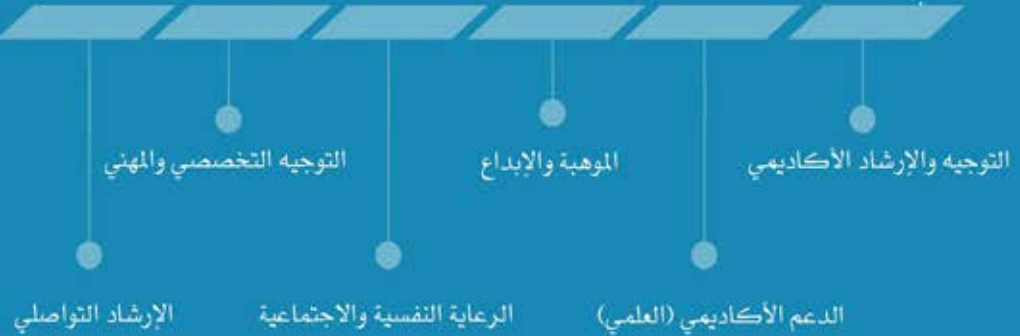 التوجيه والإرشاد الأكاديمي
الموهبة والإبداع
التوجيه التخصصي والمهني
الدعم الأكاديمي (العلمي)
الرعاية النفسية والاجتماعية
الإرشاد التواصلي